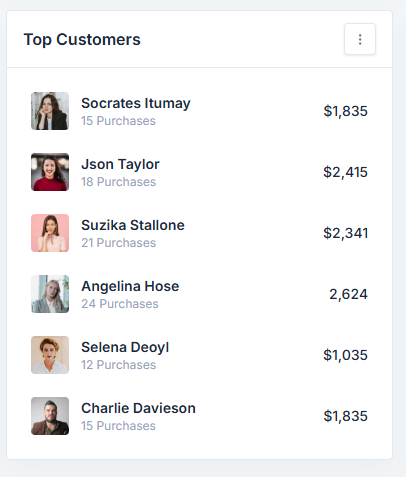 Top Customers
Socrates Itumay $1,835
15 Purchases
Json Taylor $2,415
18 Purchases
Suzika Stallone $2,341
21 Purchases
Angelina Hose 2,624
24 Purchases
Selena Deoyl $1,035
12 Purchases
Charlie Davieson $1,835
15 Purchases